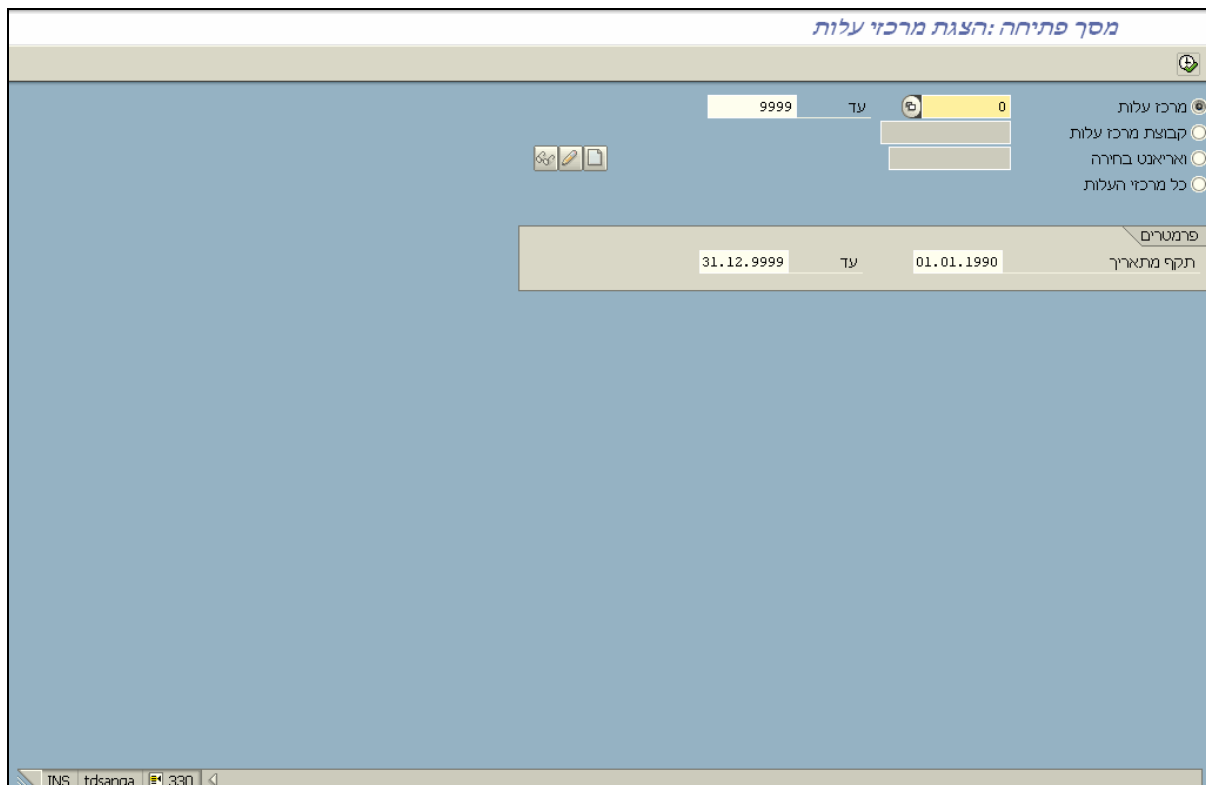 מסך פתיחה :הצגת מרכזי עלות
מרכז עלות 0 עד 9999
קבוצת מרכז עלות
ואריאנט בחירה
כל מרכזי העלות
פרמטרים
תקף מתאריך 01.01.1990 עד 31.12.9999
INS tdsanga 330